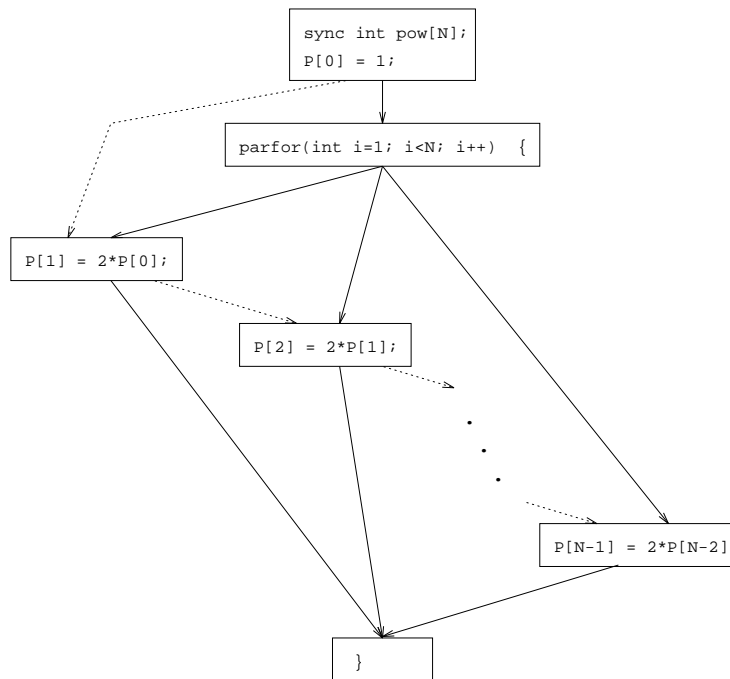 sync int pow[N];
P[0] = 1;
parfor(int i=1; i<N; i++) {
P[1] = 2*P[0];
P[2] = 2*P[1];
P[N-1] = 2*P[N-2]
}